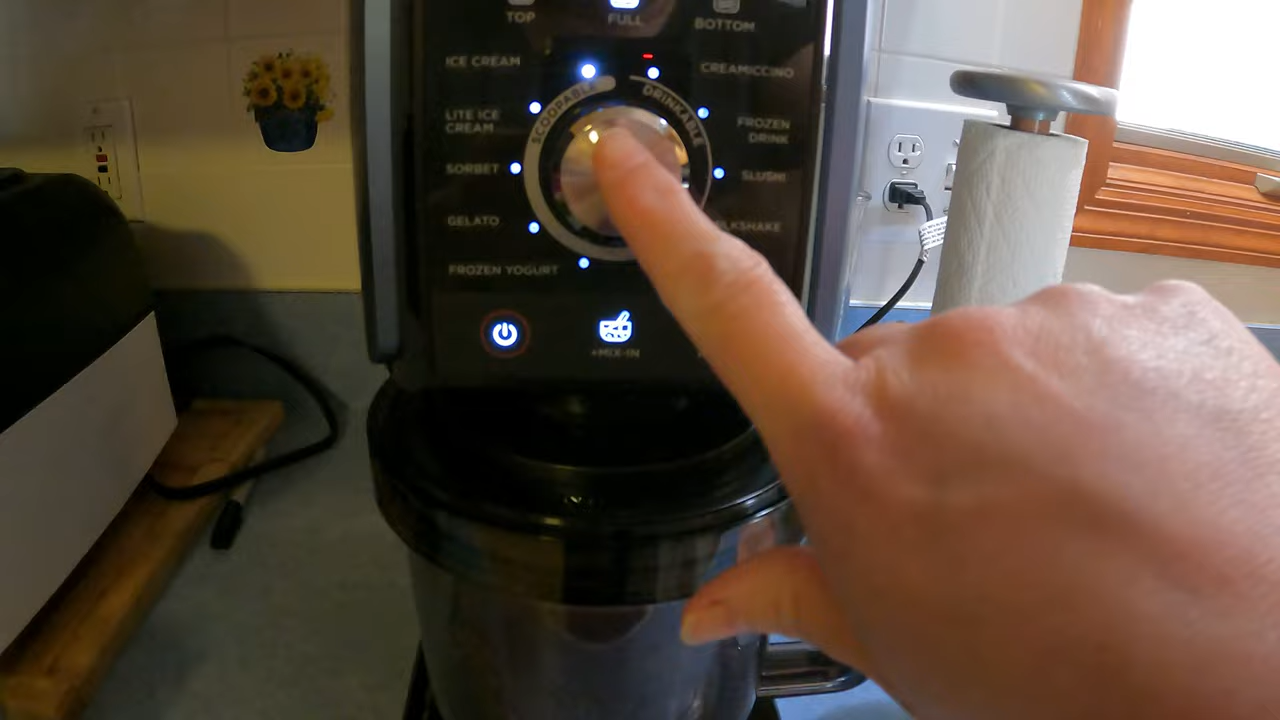 TOP FULL BOTTOM
ICE CREAM
CREAMICCINO
SCOOPABLE
DRINKABLE
LITE ICE
CREAM
FROZEN
DRINK
SORBET
SLUSHI
GELATO
LKSHAKE
FROZEN YOGURT
+MIX-IN